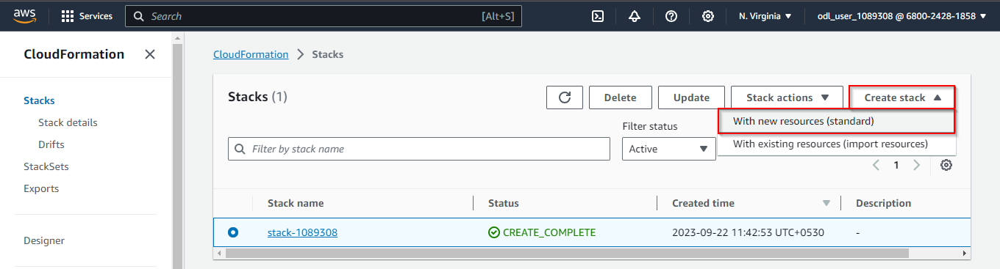 aws
Services
Search
[Alt+S]
N. Virginia
odl_user_1089308 @ 6800-2428-1858
CloudFormation
Stacks
Stack details
Drifts
StackSets
Exports
Designer
CloudFormation
Stacks
Stacks (1)
Delete
Update
Stack actions
Create stack
With new resources (standard)
With existing resources (import resources)
Filter by stack name
Filter status
Active
1
Stack name
Status
Created time
Description
stack-1089308
CREATE_COMPLETE
2023-09-22 11:42:53 UTC+0530
-